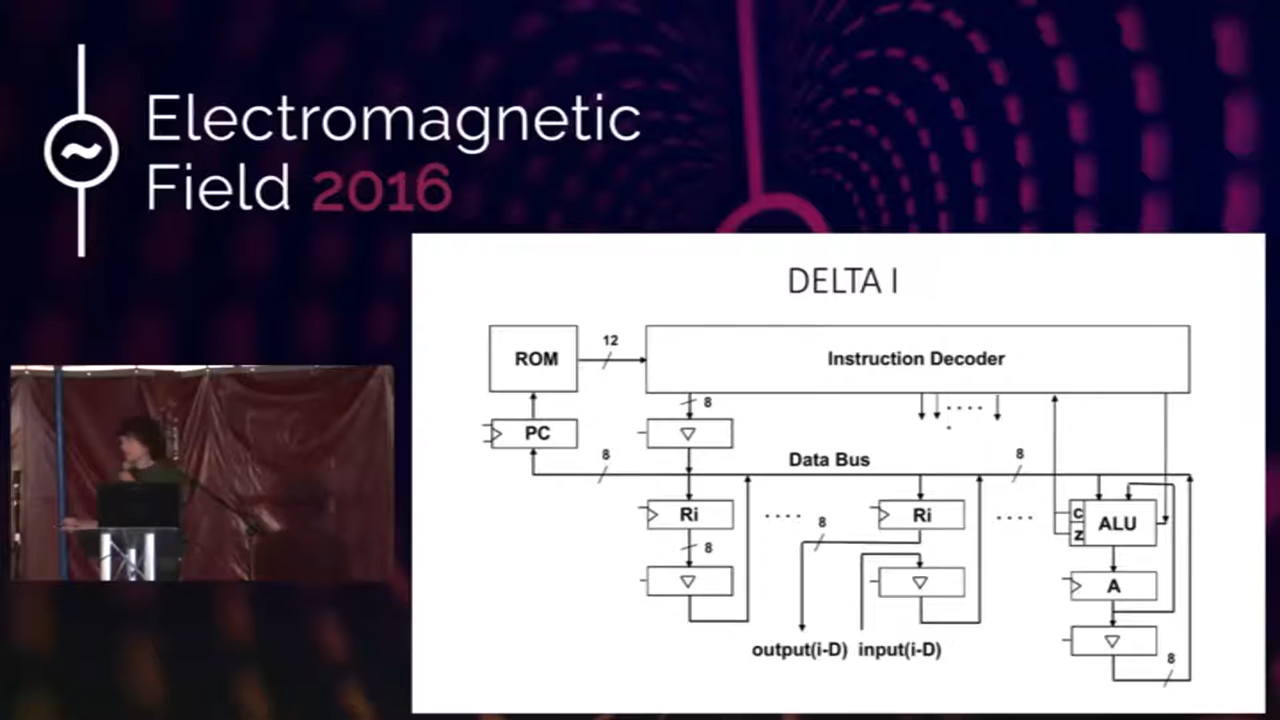 Electromagnetic
Field 2016
DELTA I
ROM
12
Instruction Decoder
8
PC
8
Data Bus
8
Ri
....
8
Ri
....
C
Z
ALU
8
A
output(i-D) input(i-D)
8